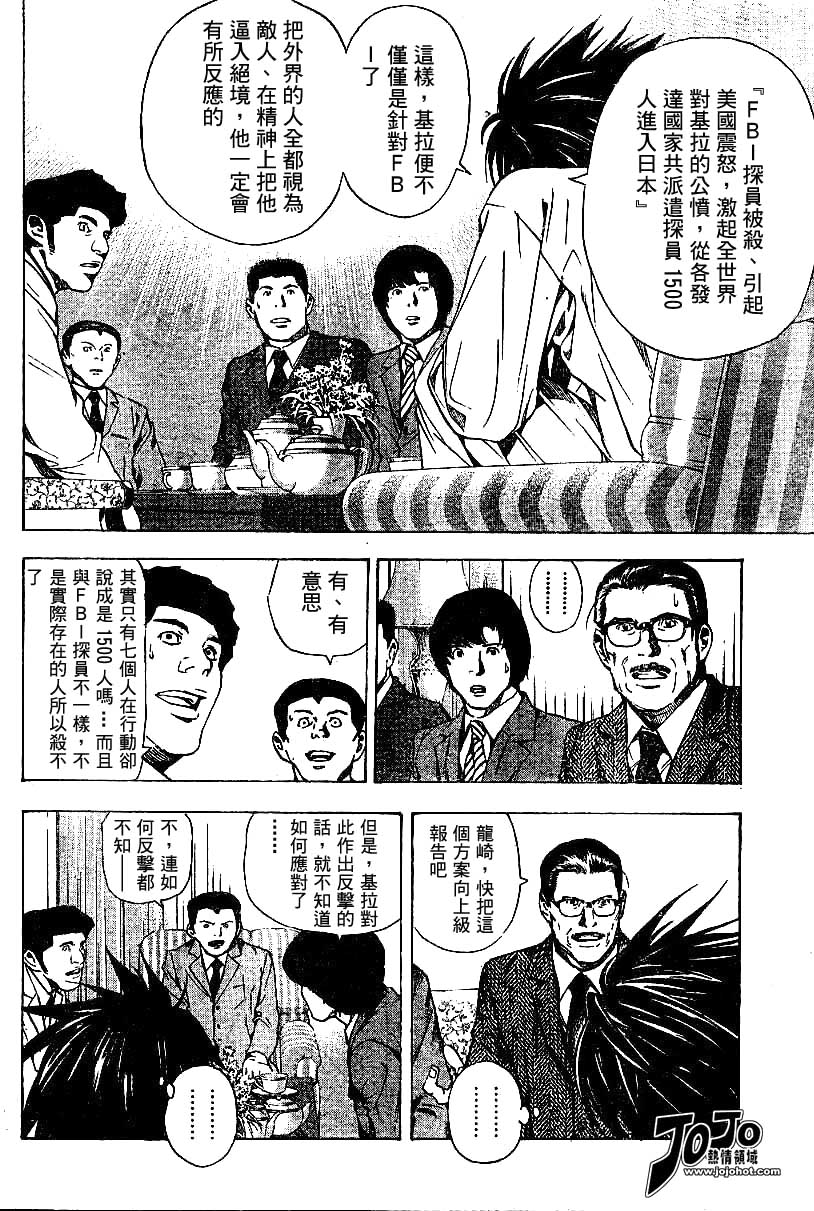 『FBI探員被殺、引起
美國震怒，激起全世界
對基拉的公憤，從各發
達國家共派遣探員1500
人進入日本』
這樣，基拉便不
僅僅是針對FB
I了
把外界的人全都視為
敵人、在精神上把他
逼入絕境，他一定會
有所反應的
………
有、有
意思
其實只有七個人在行動卻
說成是1500人嗎…而且
與FBI探員不一樣，不
是實際存在的人所以殺不
了
龍崎，快把這
個方案向上級
報告吧
………
但是，基拉對
此作出反擊的
話，就不知道
如何應對了
……
不，連如
何反擊都
不知——
………
JOJO
熱情領域
www.jojohot.com